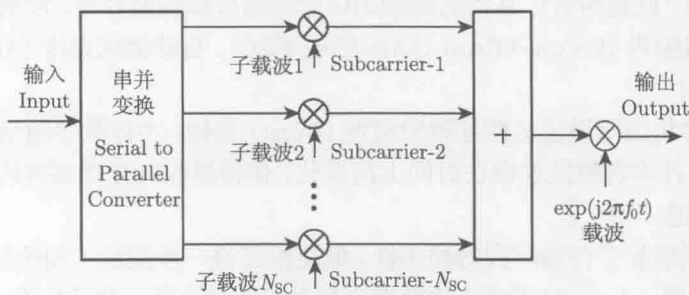 输入
Input
串并
变换
Serial to
Parallel
Converter
子载波1
Subcarrier-1
子载波2
Subcarrier-2
子载波N_SC
Subcarrier-N_SC
+
输出
Output
exp(j2πf₀t)
载波